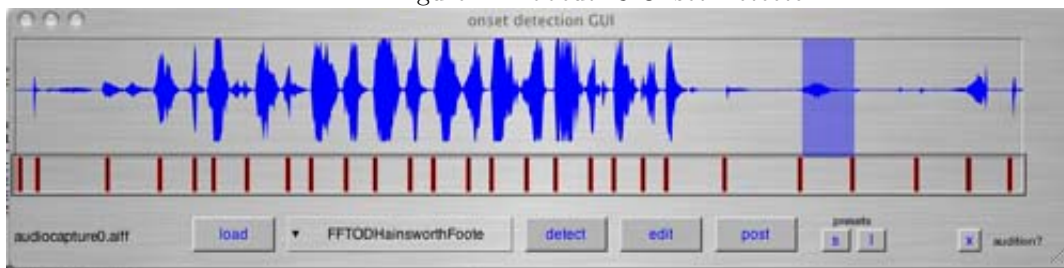 onset detection GUI
audiocapture0.aiff
load
FFTODHainsworthFoote
detect
edit
post
presets
s
l
x
audition?